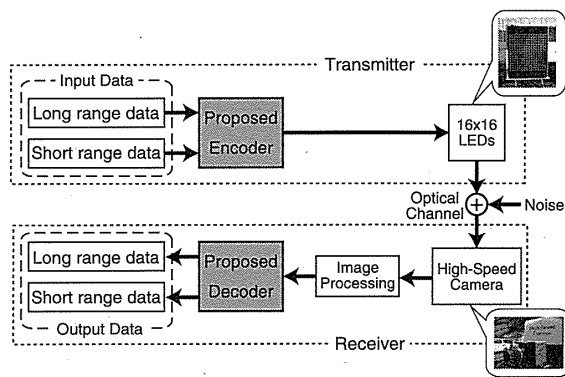 Transmitter
Input Data
Long range data
Short range data
Proposed
Encoder
16x16
LEDs
Optical
Channel
Noise
Long range data
Short range data
Output Data
Proposed
Decoder
Image
Processing
High-Speed
Camera
Receiver